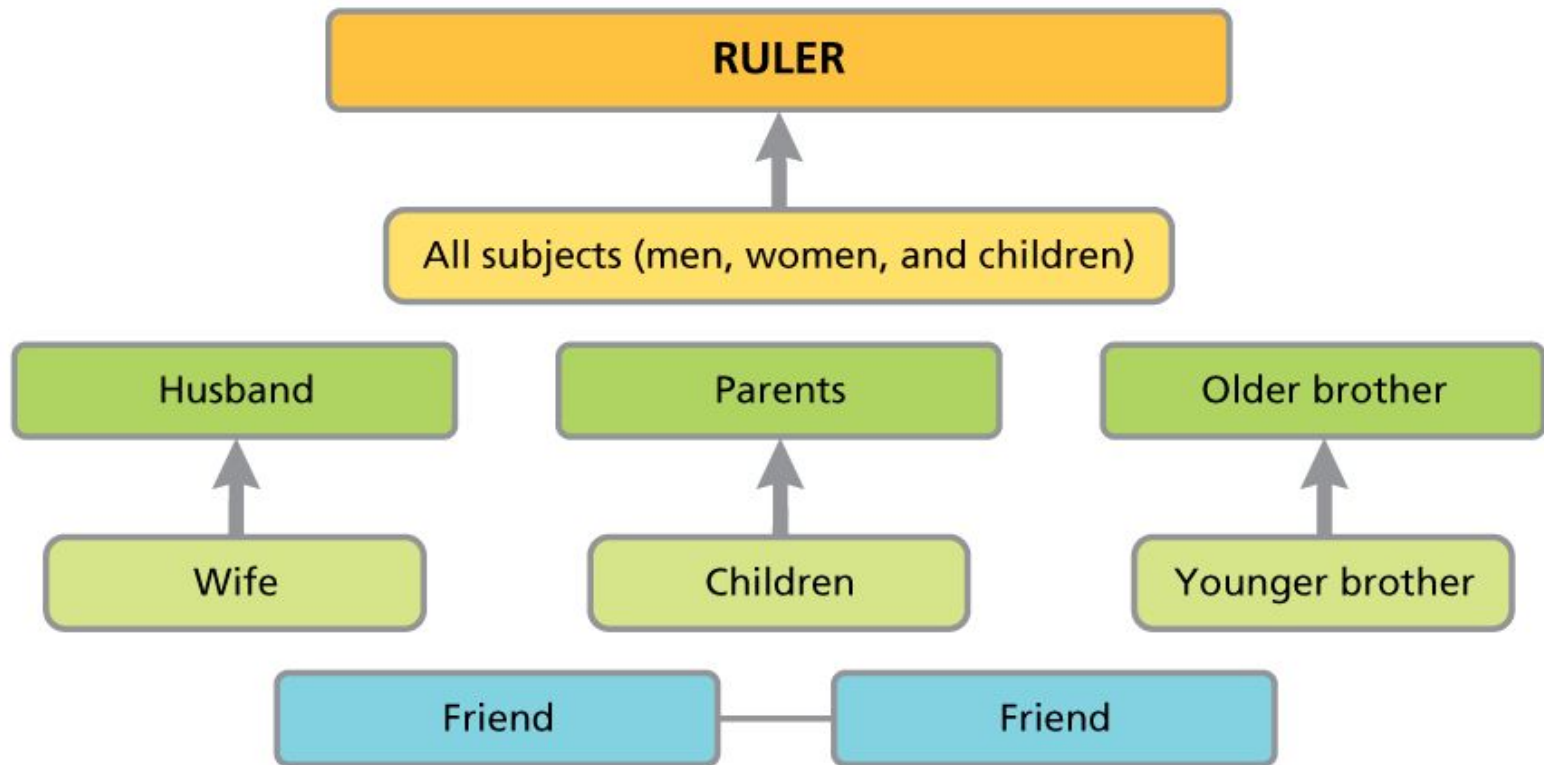 RULER
All subjects (men, women, and children)
Husband
Parents
Older brother
Wife
Children
Younger brother
Friend
Friend